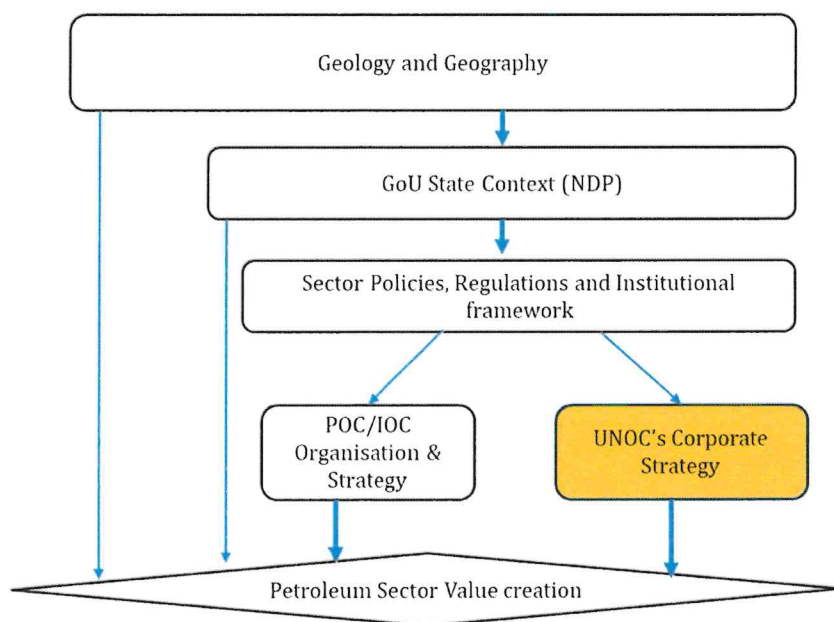 Geology and Geography
GoU State Context (NDP)
Sector Policies, Regulations and Institutional
framework
POC/IOC
Organisation &
Strategy
UNOC's Corporate
Strategy
Petroleum Sector Value creation